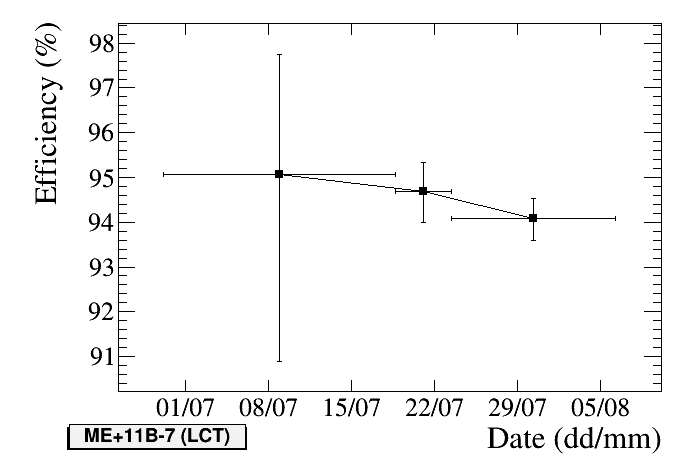 Efficiency (%)
98
97
96
95
94
93
92
91
01/07 08/07 15/07 22/07 29/07 05/08
ME+11B-7 (LCT)
Date (dd/mm)